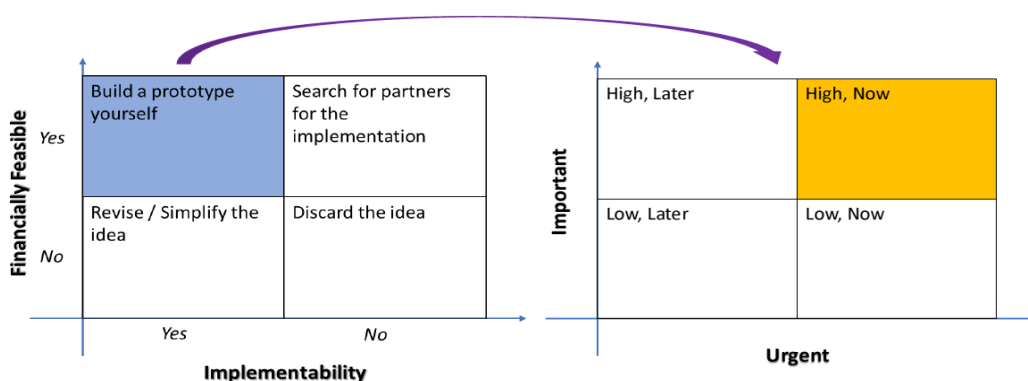 Financially Feasible
Yes
No
Build a prototype
yourself
Search for partners
for the
implementation
Revise / Simplify the
idea
Discard the idea
Yes
No
Implementability
Important
High, Later
High, Now
Low, Later
Low, Now
Urgent